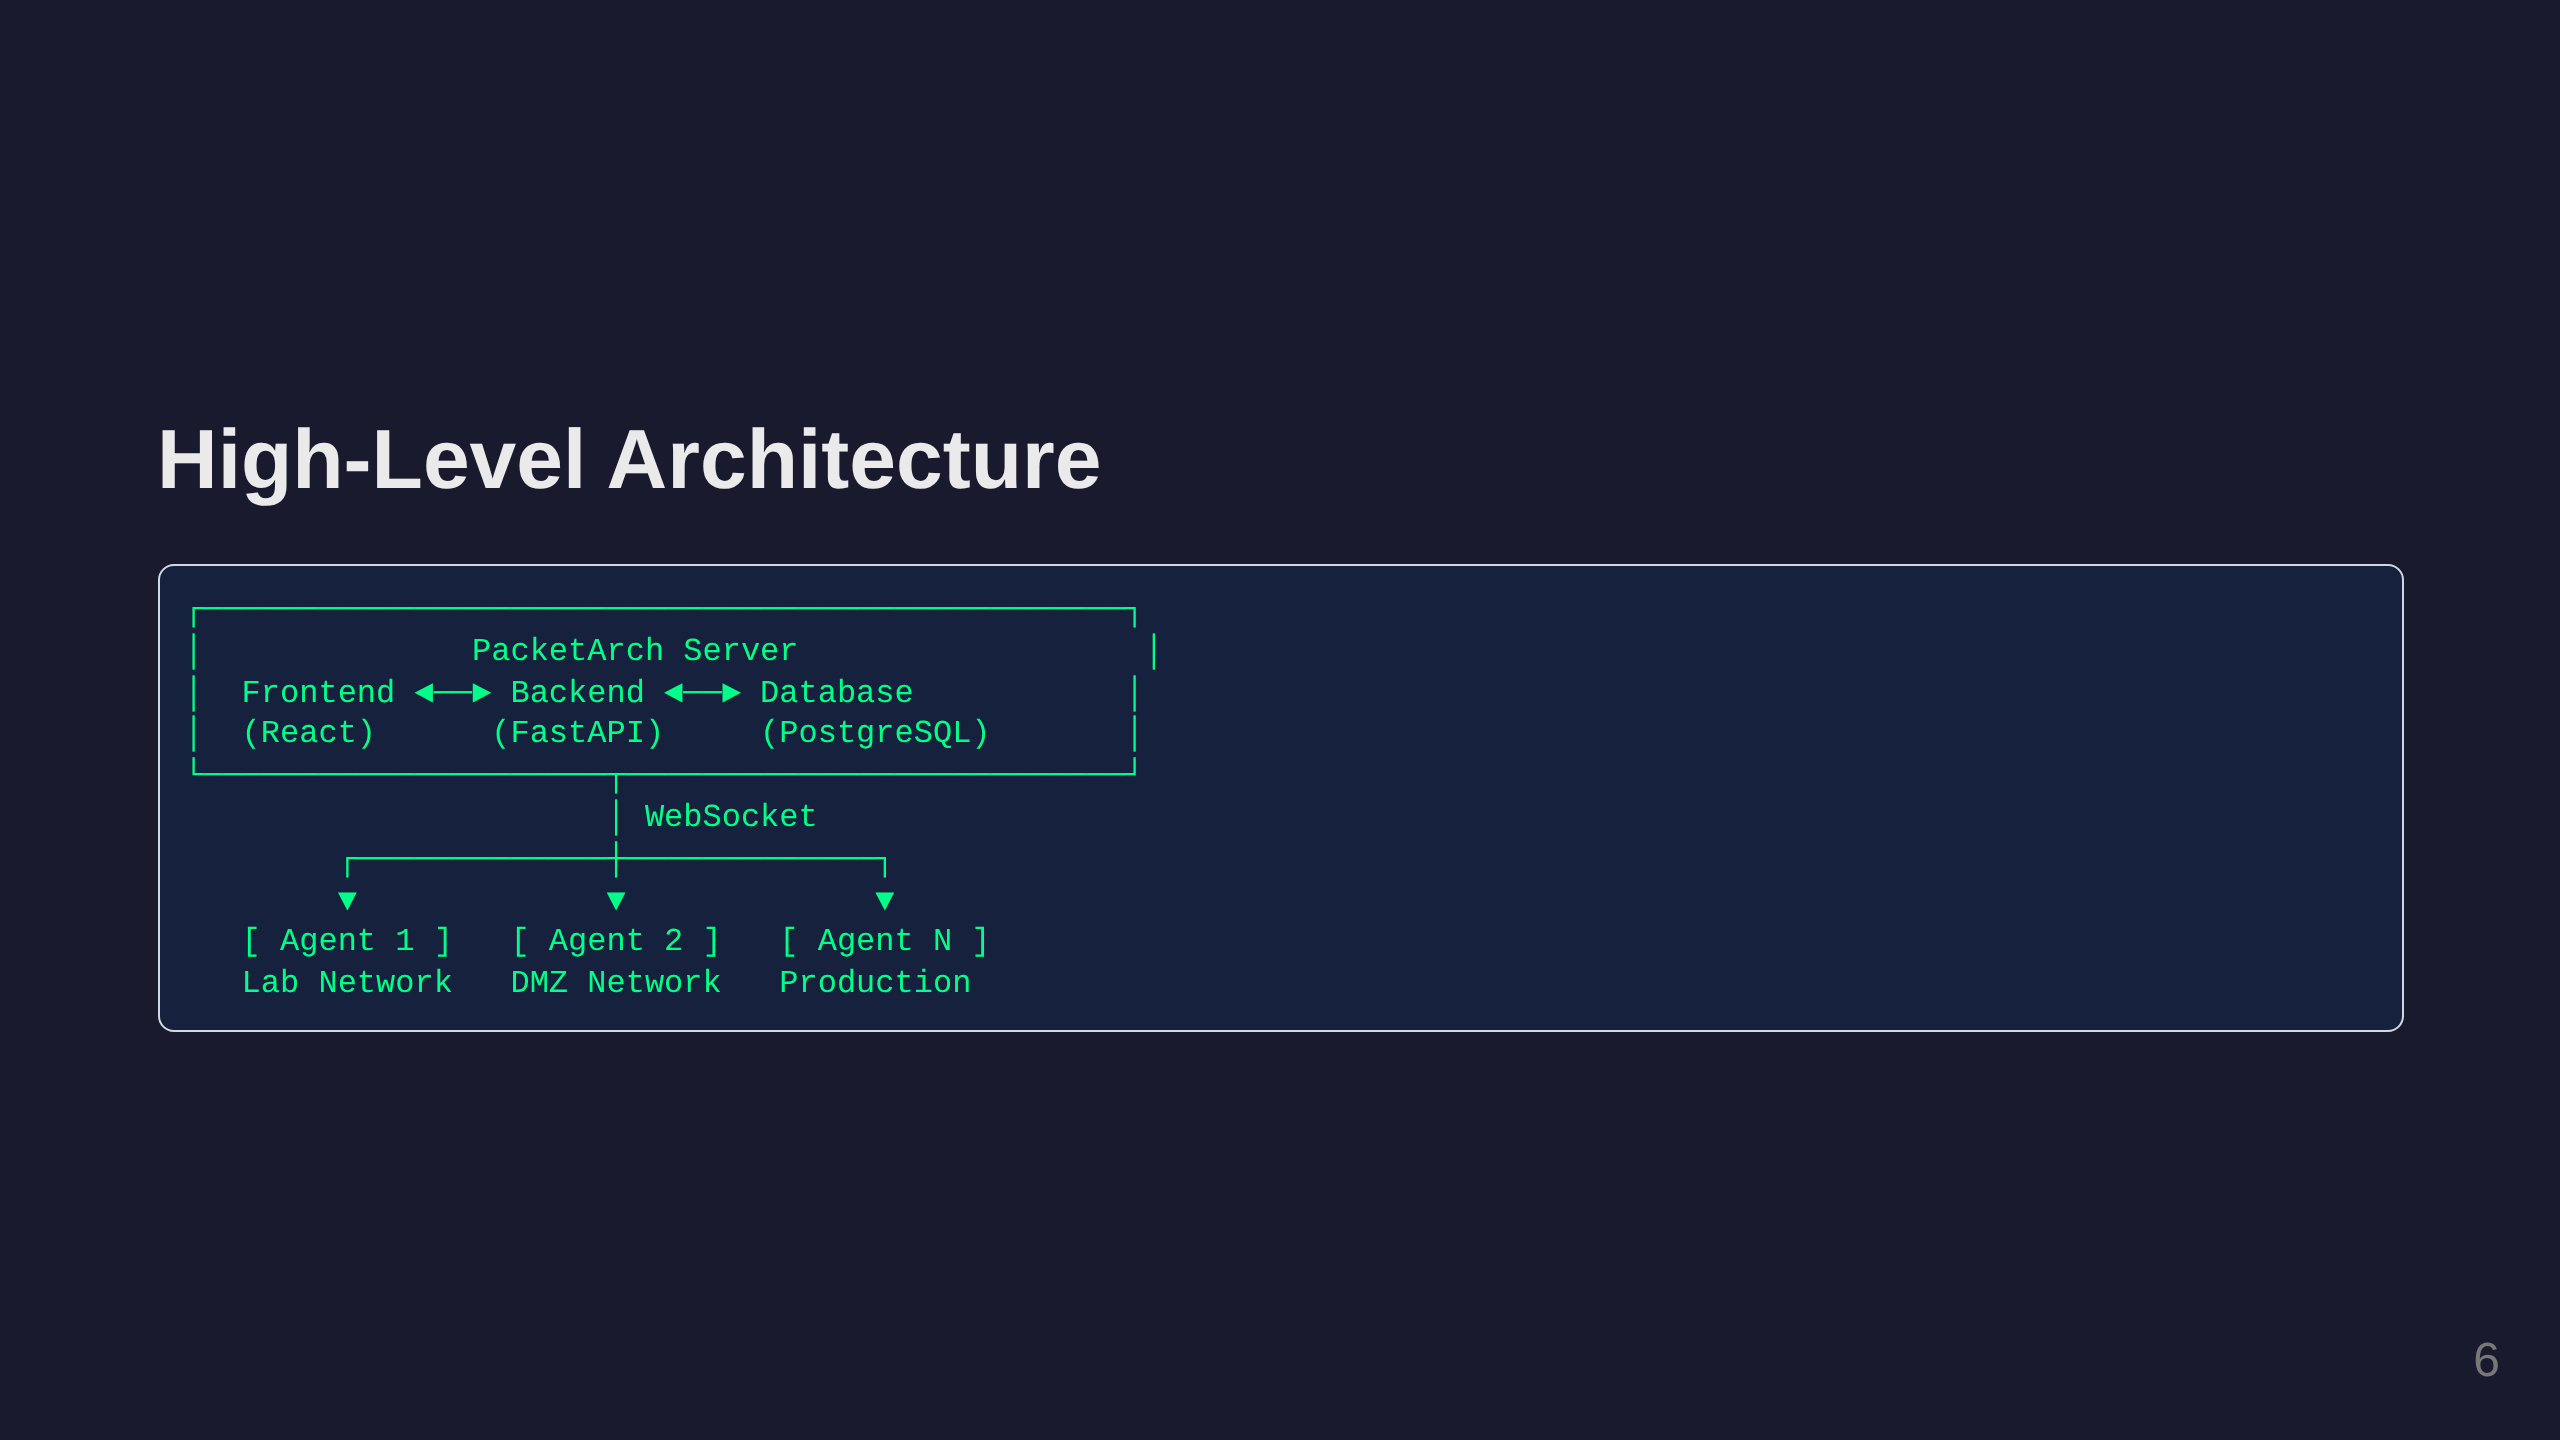 High-Level Architecture
PacketArch Server
Frontend ◄──► Backend ◄──► Database
(React) (FastAPI) (PostgreSQL)
WebSocket
[ Agent 1 ] [ Agent 2 ] [ Agent N ]
Lab Network DMZ Network Production
6